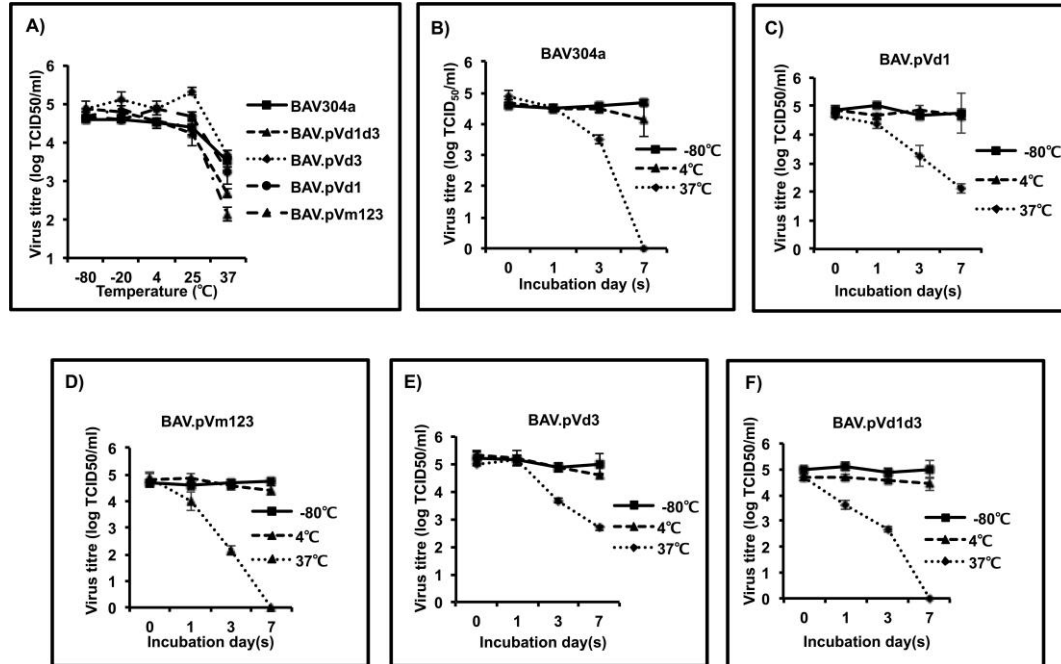 A)
Virus titre (log TCID50/ml)
6
5
4
3
2
1
-80 -20 4 25 37
Temperature (℃)
BAV304a
BAV.pVd1d3
BAV.pVd3
BAV.pVd1
BAV.pVm123
B)
BAV304a
Virus titre (log TCID50/ml)
6
5
4
3
2
1
0
0 1 3 7
Incubation day (s)
-80℃
4℃
37℃
C)
BAV.pVd1
Virus titre (log TCID50/ml)
6
5
4
3
2
1
0
0 1 3 7
Incubation day(s)
-80℃
4℃
37℃
D)
BAV.pVm123
Virus titre (log TCID50/ml)
6
5
4
3
2
1
0
0 1 3 7
Incubation day(s)
-80℃
4℃
37℃
E)
BAV.pVd3
Virus titre (log TCID50/ml)
6
5
4
3
2
1
0
0 1 3 7
Incubation day(s)
-80℃
4℃
37℃
F)
BAV.pVd1d3
Virus titre (log TCID50/ml)
6
5
4
3
2
1
0
0 1 3 7
Incubation day(s)
-80℃
4℃
37℃